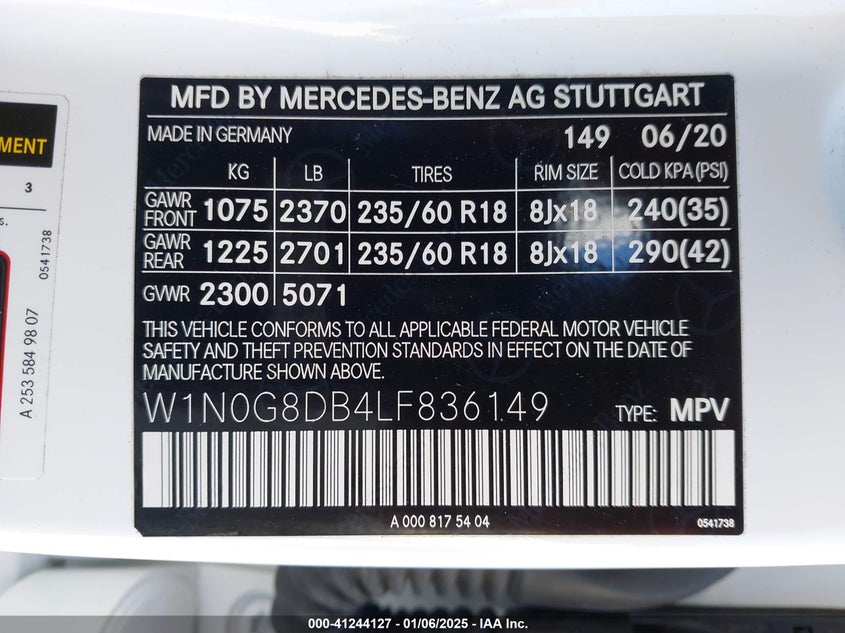 MFD BY MERCEDES-BENZ AG STUTTGART
MADE IN GERMANY 149 06/20
KG LB TIRES RIM SIZE COLD KPA (PSI)
GAWR FRONT 1075 2370 235/60 R18 8Jx18 240(35)
GAWR REAR 1225 2701 235/60 R18 8Jx18 290(42)
GVWR 2300 5071
THIS VEHICLE CONFORMS TO ALL APPLICABLE FEDERAL MOTOR VEHICLE
SAFETY AND THEFT PREVENTION STANDARDS IN EFFECT ON THE DATE OF
MANUFACTURE SHOWN ABOVE.
W1N0G8DB4LF836149 TYPE: MPV
A 000 817 54 04 0541738
MENT
3
s.
0541738
A 253 584 98 07
000-41244127 - 01/06/2025 - IAA Inc.